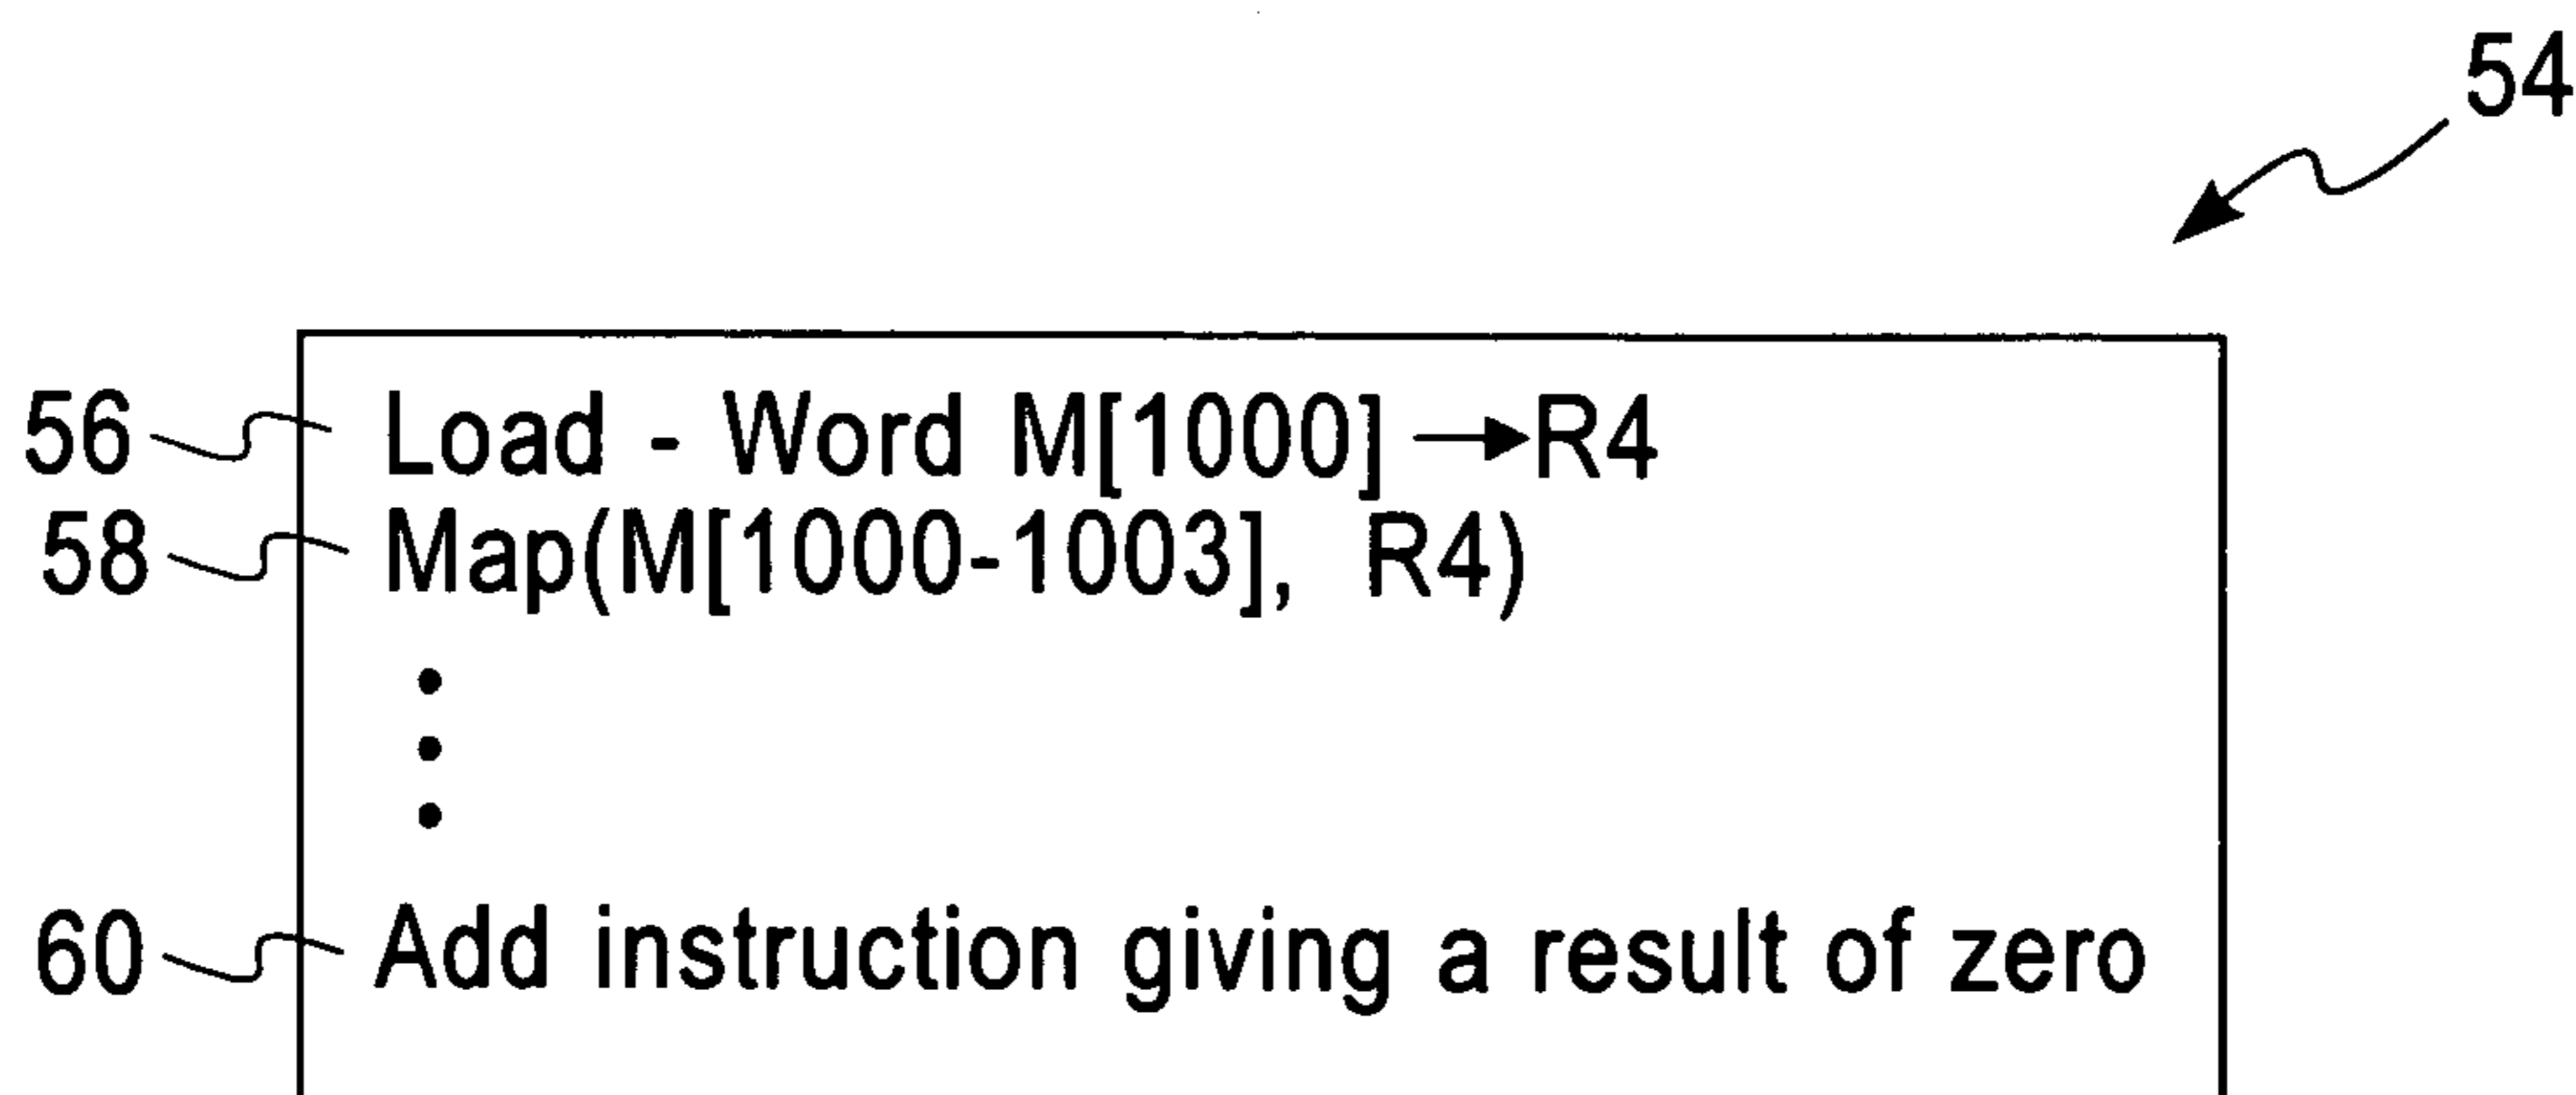 54
56 Load - Word M[1000] →R4
58 Map(M[1000-1003], R4)
60 Add instruction giving a result of zero